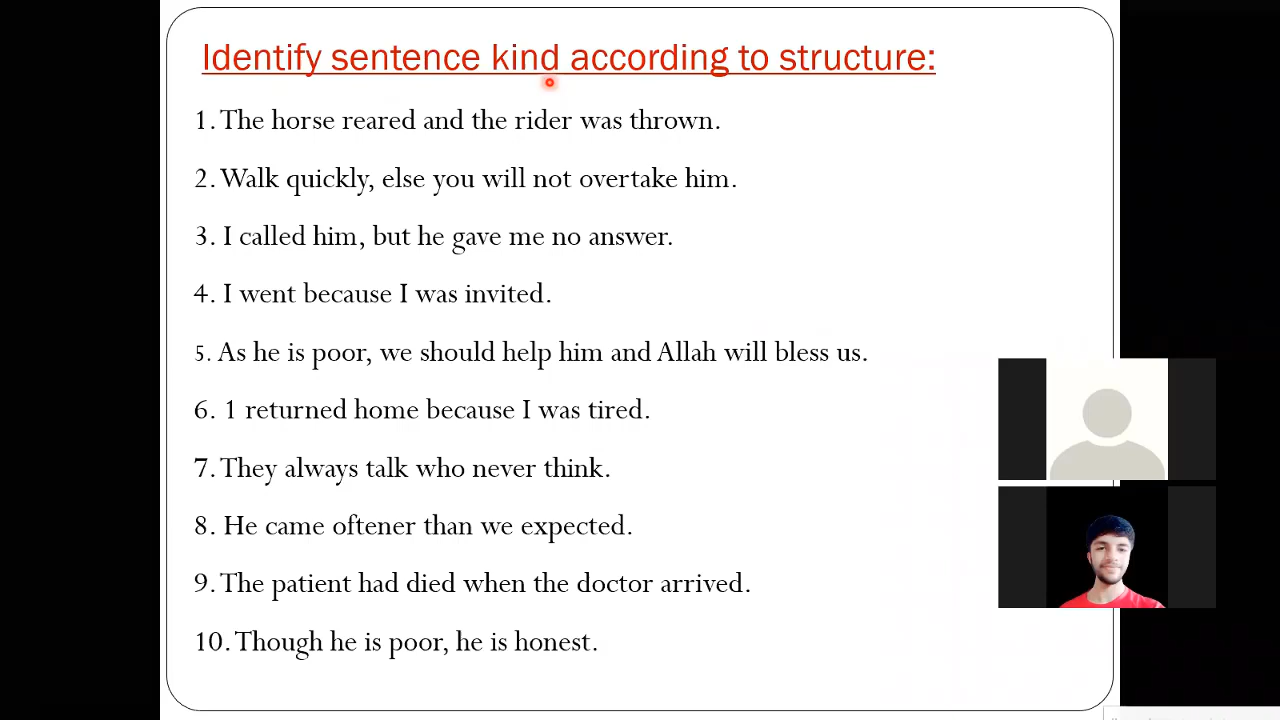 Identify sentence kind according to structure:
1. The horse reared and the rider was thrown.
2. Walk quickly, else you will not overtake him.
3. I called him, but he gave me no answer.
4. I went because I was invited.
5. As he is poor, we should help him and Allah will bless us.
6. 1 returned home because I was tired.
7. They always talk who never think.
8. He came oftener than we expected.
9. The patient had died when the doctor arrived.
10. Though he is poor, he is honest.